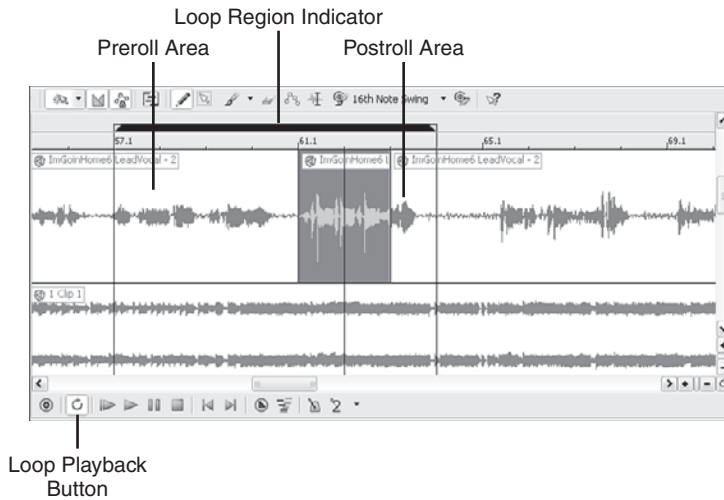 Loop Region Indicator
Preroll Area
Postroll Area
16th Note Swing
57.1
61.1
65.1
69.1
ImGoinHome6 LeadVocal - 2
ImGoinHome6 L
ImGoinHome6 LeadVocal - 2
1 Clip 1
2
Loop Playback
Button